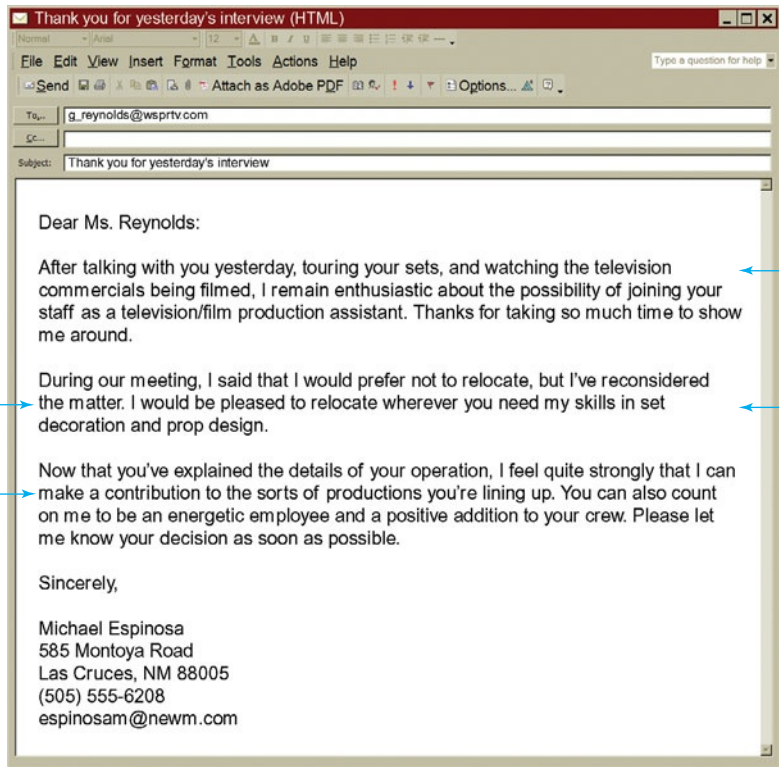 Thank you for yesterday's interview (HTML)
Normal Arial 12 A B I U
File Edit View Insert Format Tools Actions Help Type a question for help
Send Attach as Adobe PDF Options...
To... g_reynolds@wsprtv.com
Cc...
Subject: Thank you for yesterday's interview
Dear Ms. Reynolds:
After talking with you yesterday, touring your sets, and watching the television
commercials being filmed, I remain enthusiastic about the possibility of joining your
staff as a television/film production assistant. Thanks for taking so much time to show
me around.
During our meeting, I said that I would prefer not to relocate, but I've reconsidered
the matter. I would be pleased to relocate wherever you need my skills in set
decoration and prop design.
Now that you've explained the details of your operation, I feel quite strongly that I can
make a contribution to the sorts of productions you're lining up. You can also count
on me to be an energetic employee and a positive addition to your crew. Please let
me know your decision as soon as possible.
Sincerely,
Michael Espinosa
585 Montoya Road
Las Cruces, NM 88005
(505) 555-6208
espinosam@newm.com